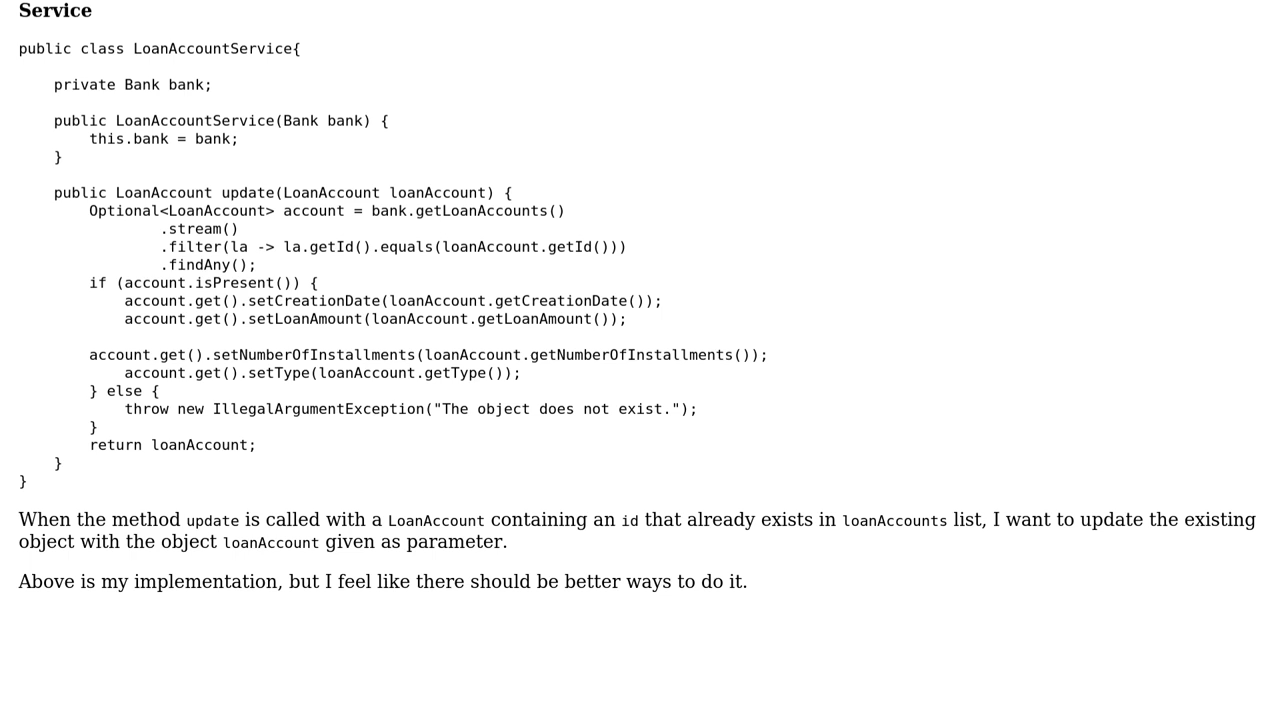 Service
public class LoanAccountService{
    private Bank bank;
    public LoanAccountService(Bank bank) {
        this.bank = bank;
    }
    public LoanAccount update(LoanAccount loanAccount) {
        Optional<LoanAccount> account = bank.getLoanAccounts()
                .stream()
                .filter(la -> la.getId().equals(loanAccount.getId()))
                .findAny();
        if (account.isPresent()) {
            account.get().setCreationDate(loanAccount.getCreationDate());
            account.get().setLoanAmount(loanAccount.getLoanAmount());
        account.get().setNumberOfInstallments(loanAccount.getNumberOfInstallments());
            account.get().setType(loanAccount.getType());
        } else {
            throw new IllegalArgumentException("The object does not exist.");
        }
        return loanAccount;
    }
}
When the method update is called with a LoanAccount containing an id that already exists in loanAccounts list, I want to update the existing
object with the object loanAccount given as parameter.
Above is my implementation, but I feel like there should be better ways to do it.